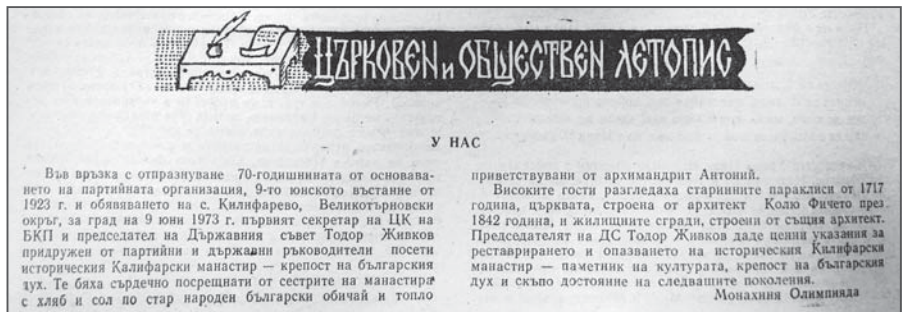 ЦЪРКОВЕН и ОБЩЕСТВЕН ЛЕТОПИС
У НАС
Във връзка с отпразнуване 70-годишнината от основава-
нето на партийната организация, 9-то юнското въстание от
1923 г. и обявяването на с. Килифарево, Великотърновски
окръг, за град на 9 юни 1973 г. първият секретар на ЦК на
БКП и председател на Държавния съвет Тодор Живков
придружен от партийни и държавни ръководители посети
историческия Калифарски манастир — крепост на българския
дух. Те бяха сърдечно посрещнати от сестрите на манастира
с хляб и сол по стар народен български обичай и топло
приветствувани от архимандрит Антоний.
Високите гости разгледаха старинните параклиси от 1717
година, църквата, строена от архитект Колю Фичето през
1842 година, и жилищните сгради, строени от същия архитект.
Председателят на ДС Тодор Живков даде ценни указания за
реставрирането и опазването на историческия Килифарски
манастир — паметник на културата, крепост на българския
дух и скъпо достояние на следващите поколения.
Монахиня Олимпияда